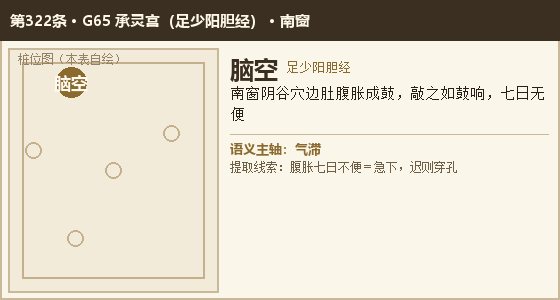 第322条・G65 承灵宫（足少阳胆经）・南窗
桩位图（本表自绘）
脑空
脑空 足少阳胆经
南窗阴谷穴边肚腹胀成鼓，敲之如鼓响，七日无
便
语义主轴：气滞
提取线索：腹胀七日不便＝急下，迟则穿孔